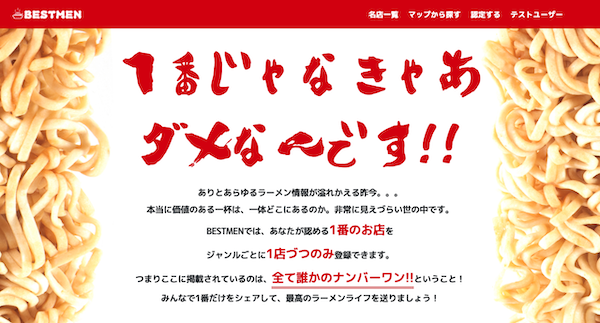 BESTMEN
名店一覧 マップから探す 認定する テストユーザー
1番じゃなきゃあ
ダメなんです!!
ありとあらゆるラーメン情報が溢れかえる昨今。。。
本当に価値のある一杯は、一体どこにあるのか。非常に見えづらい世の中です。
BESTMENでは、あなたが認める1番のお店を
ジャンルごとに1店づつのみ登録できます。
つまりここに掲載されているのは、全て誰かのナンバーワン!!ということ！
みんなで1番だけをシェアして、最高のラーメンライフを送りましょう！